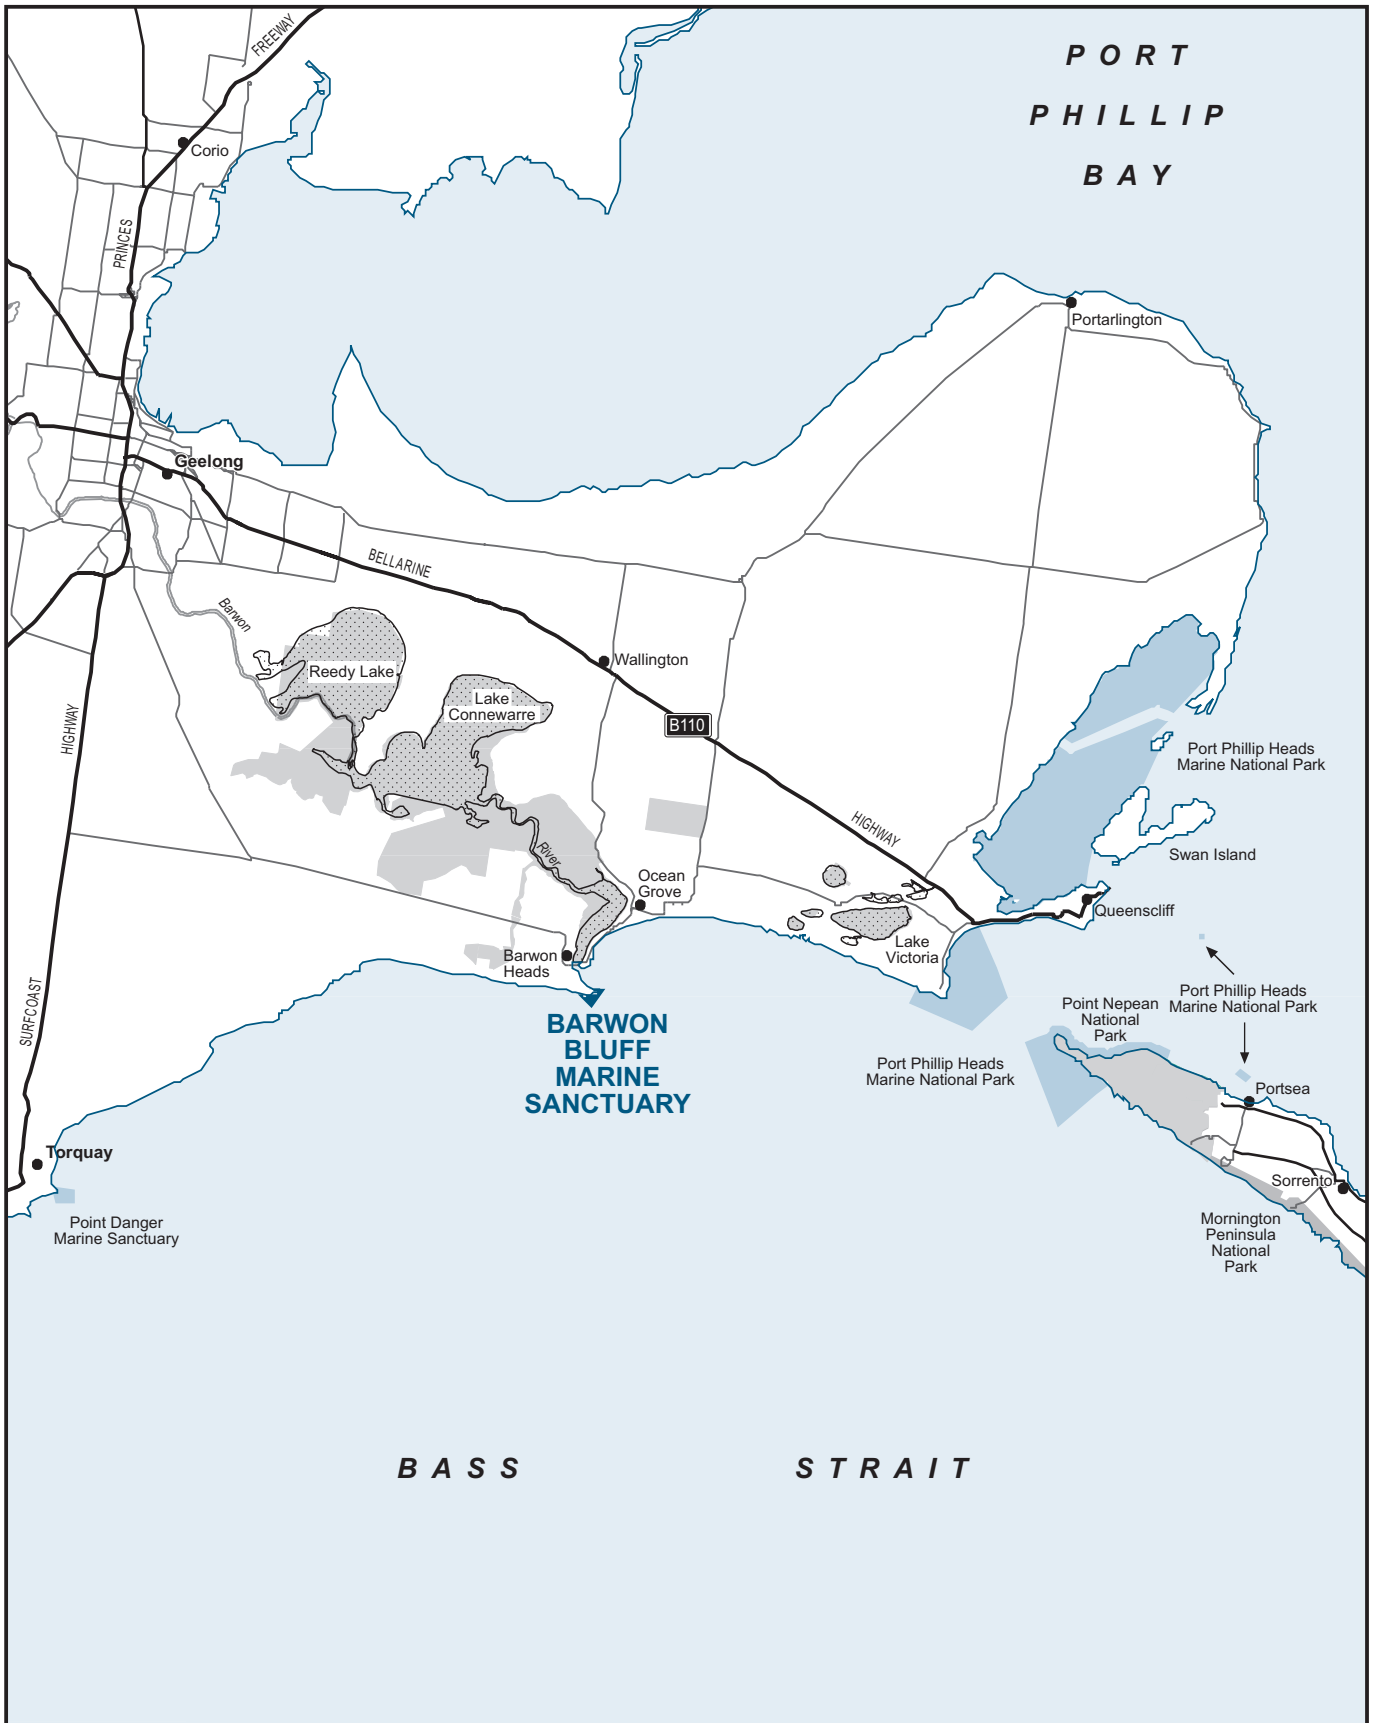 PORT
PHILLIP
BAY
FREEWAY
Corio
PRINCES
Portarlington
Geelong
BELLARINE
Barwon
Wallington
Reedy Lake
Lake
Connewarre
B110
HIGHWAY
Port Phillip Heads
Marine National Park
HIGHWAY
River
Swan Island
Ocean
Grove
Queenscliff
Lake
Victoria
Barwon
Heads
SURFCOAST
Port Phillip Heads
Marine National Park
Point Nepean
National
Park
BARWON
BLUFF
MARINE
SANCTUARY
Port Phillip Heads
Marine National Park
Portsea
Torquay
Sorrento
Point Danger
Marine Sanctuary
Mornington
Peninsula
National
Park
BASS STRAIT